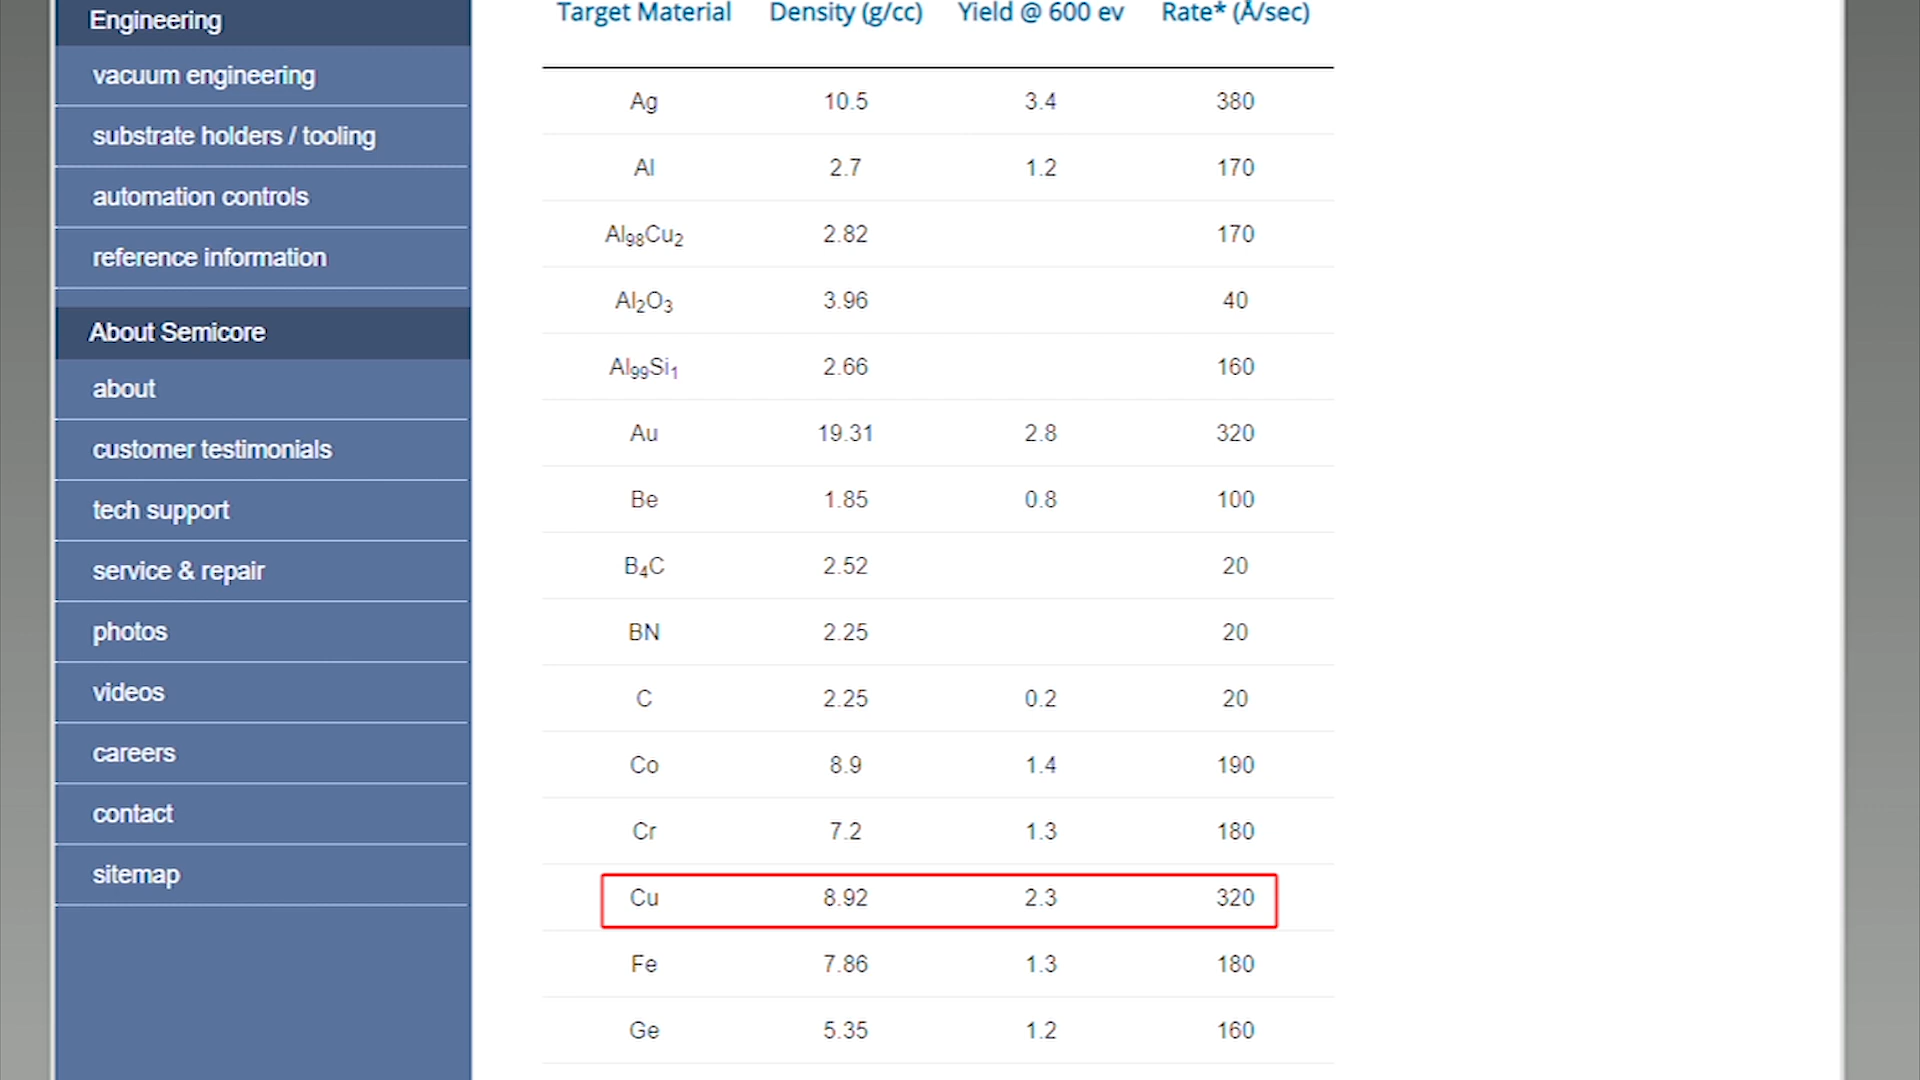 Engineering
vacuum engineering
substrate holders / tooling
automation controls
reference information
About Semicore
about
customer testimonials
tech support
service & repair
photos
videos
careers
contact
sitemap
Target Material Density (g/cc) Yield @ 600 ev Rate* (Å/sec)
Ag 10.5 3.4 380
Al 2.7 1.2 170
Al₉₈Cu₂ 2.82 170
Al₂O₃ 3.96 40
Al₉₉Si₁ 2.66 160
Au 19.31 2.8 320
Be 1.85 0.8 100
B₄C 2.52 20
BN 2.25 20
C 2.25 0.2 20
Co 8.9 1.4 190
Cr 7.2 1.3 180
Cu 8.92 2.3 320
Fe 7.86 1.3 180
Ge 5.35 1.2 160